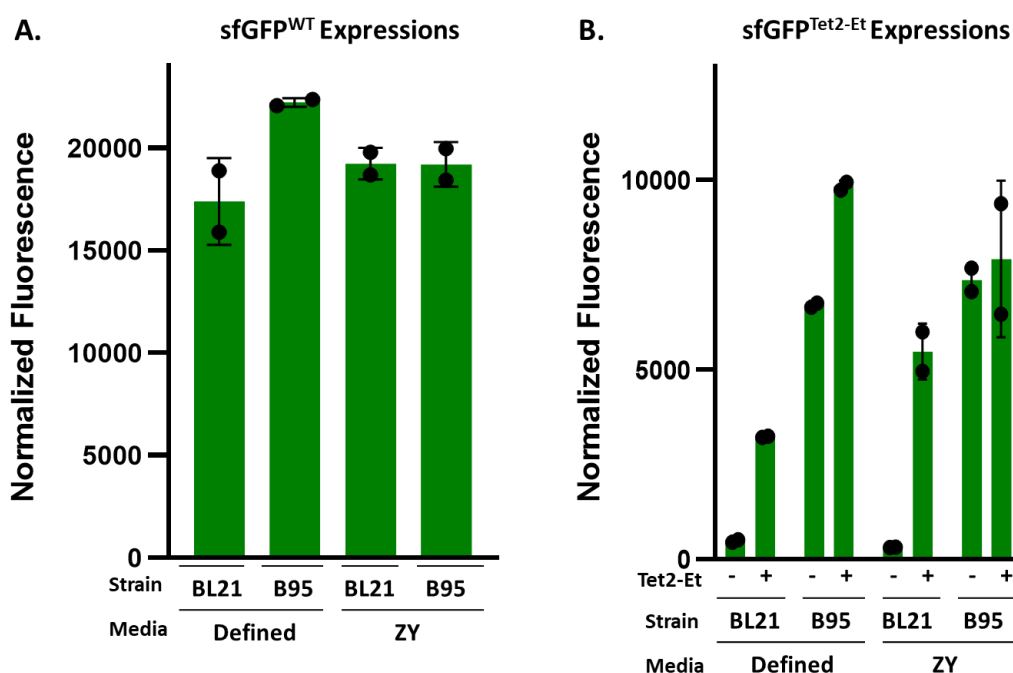 A.
sfGFPWT Expressions
Normalized Fluorescence
20000
15000
10000
5000
0
Strain BL21 B95 BL21 B95
Media Defined ZY
B.
sfGFPTet2-Et Expressions
Normalized Fluorescence
10000
5000
0
Tet2-Et - + - + - + - +
Strain BL21 B95 BL21 B95
Media Defined ZY